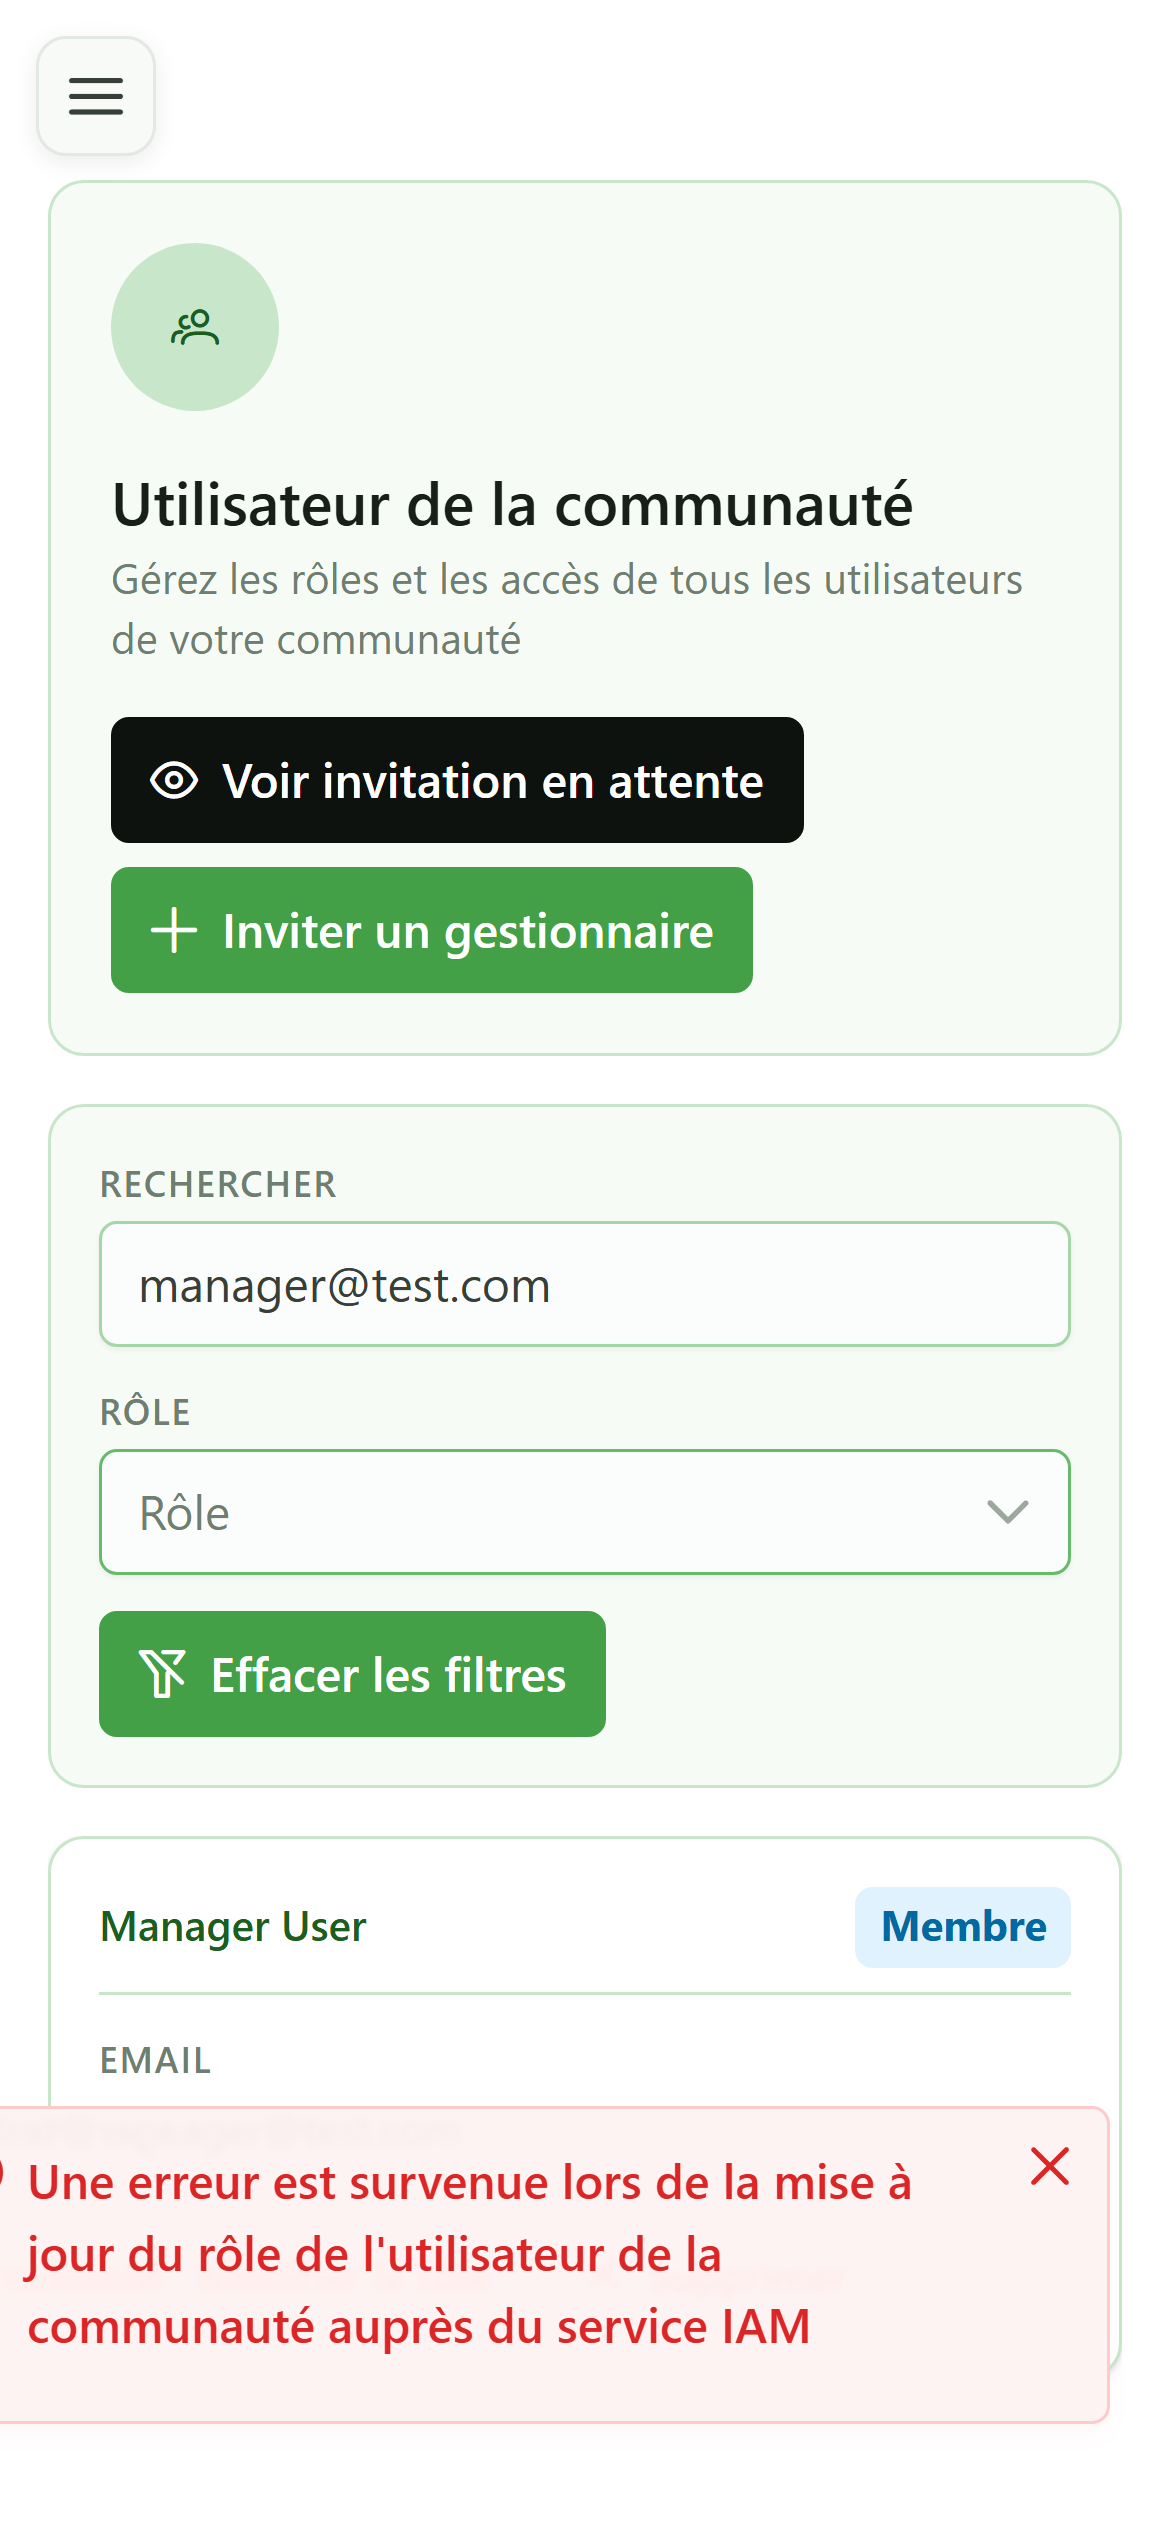 Utilisateur de la communauté
Gérez les rôles et les accès de tous les utilisateurs
de votre communauté
Voir invitation en attente
Inviter un gestionnaire
RECHERCHER
manager@test.com
RÔLE
Rôle
Effacer les filtres
Manager User
Membre
EMAIL
Une erreur est survenue lors de la mise à
jour du rôle de l'utilisateur de la
communauté auprès du service IAM